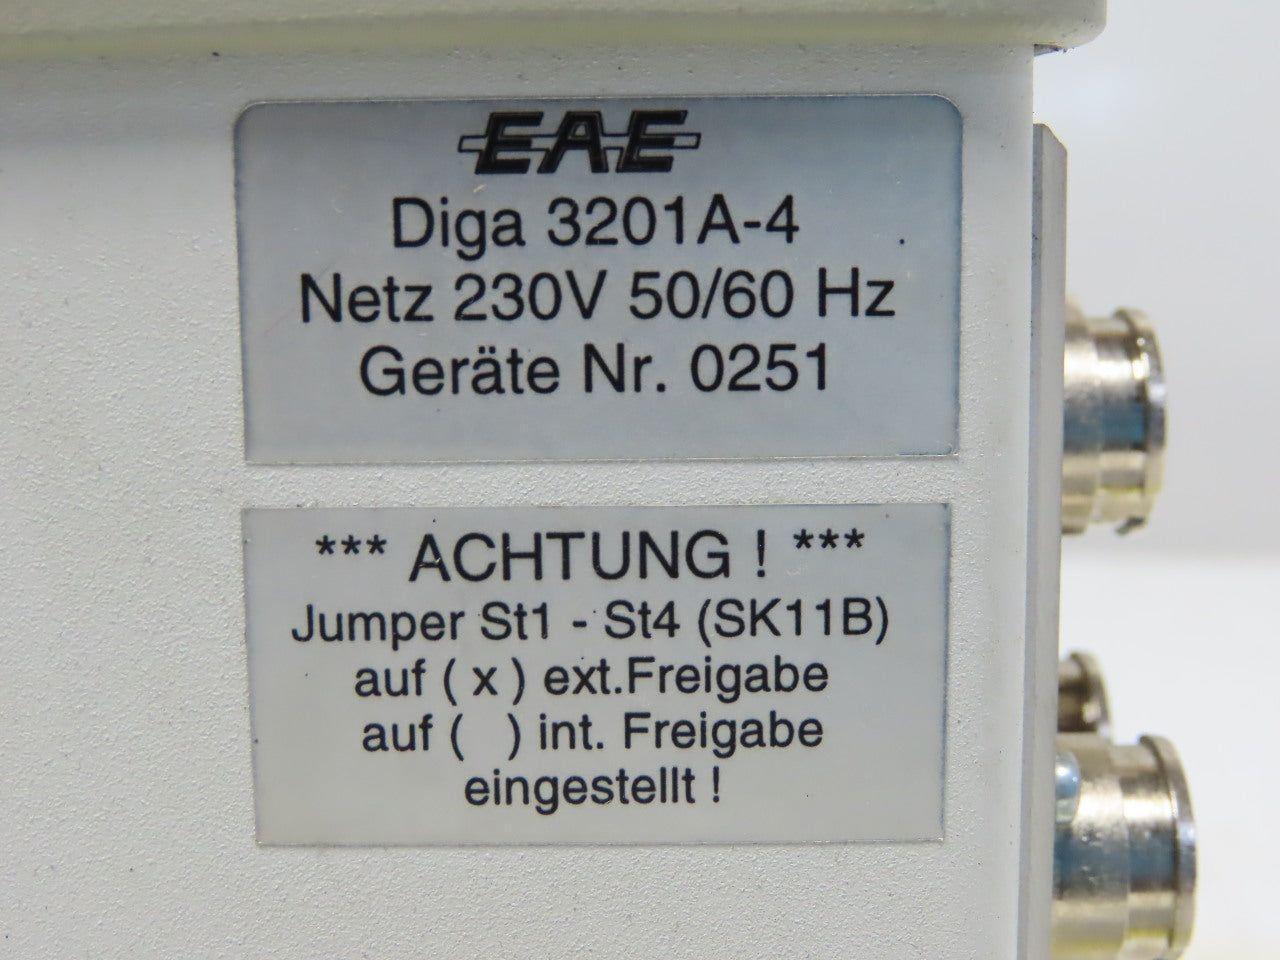 EAE
Diga 3201A-4
Netz 230V 50/60 Hz
Geräte Nr. 0251
*** ACHTUNG ! ***
Jumper St1 - St4 (SK11B)
auf ( x ) ext.Freigabe
auf (   ) int. Freigabe
eingestellt !